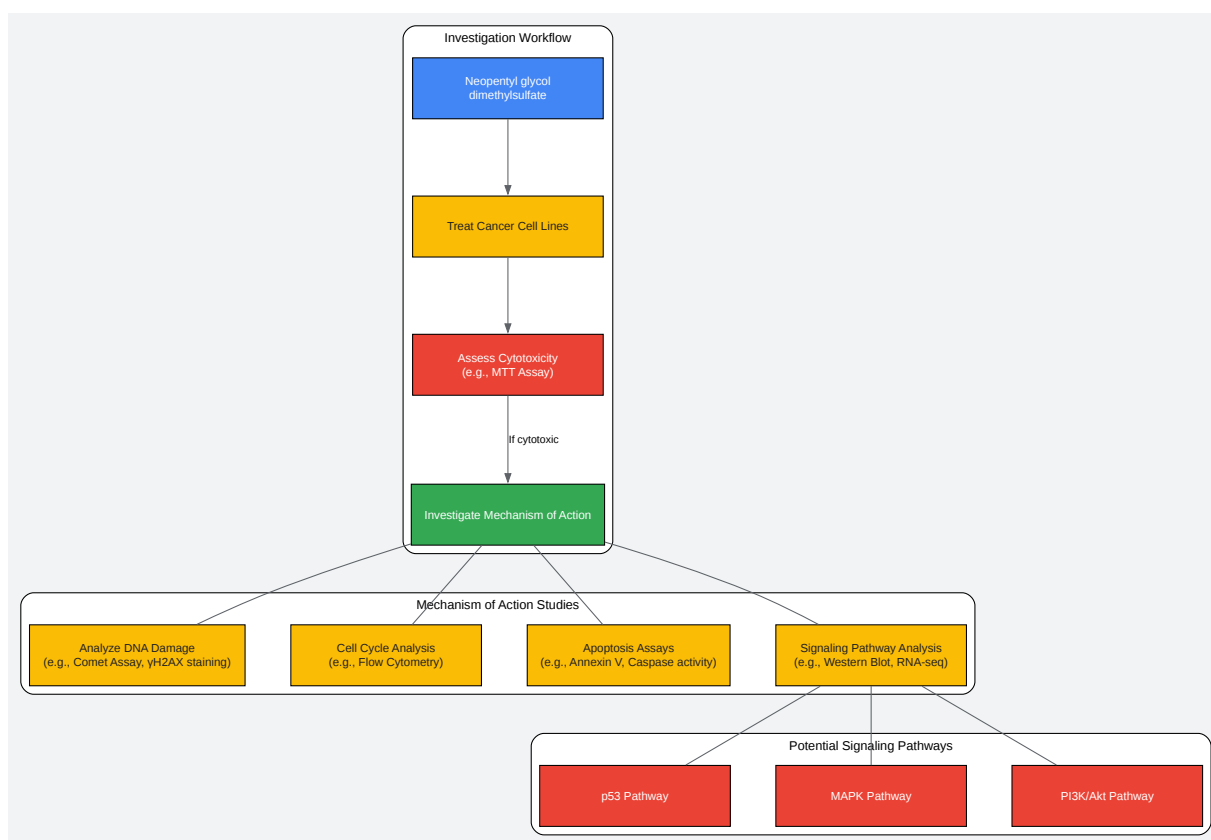 Investigation Workflow
Neopentyl glycol
dimethylsulfate
Treat Cancer Cell Lines
Assess Cytotoxicity
(e.g., MTT Assay)
If cytotoxic
Investigate Mechanism of Action
Mechanism of Action Studies
Analyze DNA Damage
(e.g., Comet Assay, γH2AX staining)
Cell Cycle Analysis
(e.g., Flow Cytometry)
Apoptosis Assays
(e.g., Annexin V, Caspase activity)
Signaling Pathway Analysis
(e.g., Western Blot, RNA-seq)
Potential Signaling Pathways
p53 Pathway
MAPK Pathway
PI3K/Akt Pathway